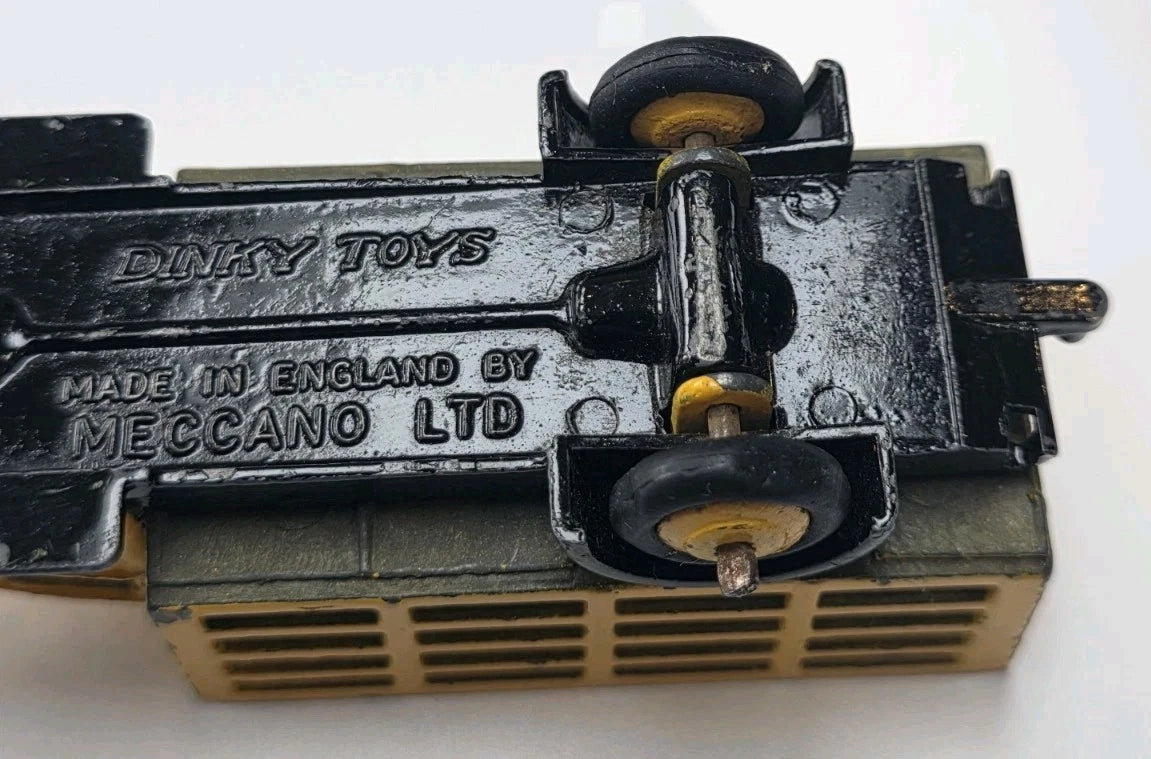 DINKY TOYS
MADE IN ENGLAND BY
MECCANO LTD